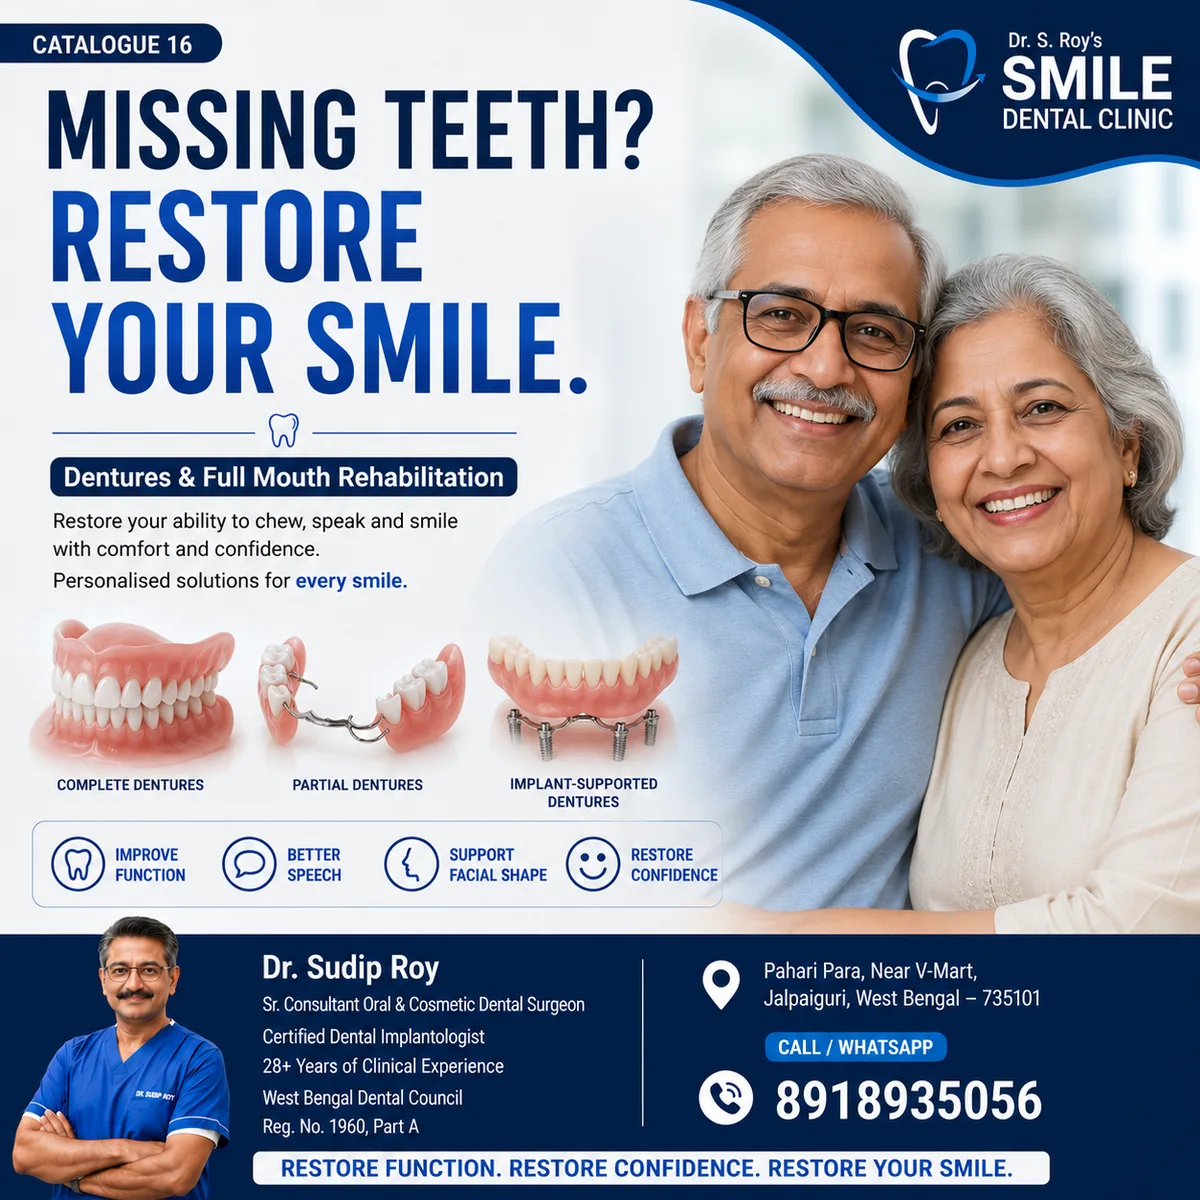 CATALOGUE 16
Dr. S. Roy's
SMILE
DENTAL CLINIC
MISSING TEETH?
RESTORE
YOUR SMILE.
Dentures & Full Mouth Rehabilitation
Restore your ability to chew, speak and smile
with comfort and confidence.
Personalised solutions for every smile.
COMPLETE DENTURES
PARTIAL DENTURES
IMPLANT-SUPPORTED
DENTURES
IMPROVE
FUNCTION
BETTER
SPEECH
SUPPORT
FACIAL SHAPE
RESTORE
CONFIDENCE
DR. SUDIP ROY
Dr. Sudip Roy
Sr. Consultant Oral & Cosmetic Dental Surgeon
Certified Dental Implantologist
28+ Years of Clinical Experience
West Bengal Dental Council
Reg. No. 1960, Part A
Pahari Para, Near V-Mart,
Jalpaiguri, West Bengal – 735101
CALL / WHATSAPP
8918935056
RESTORE FUNCTION. RESTORE CONFIDENCE. RESTORE YOUR SMILE.